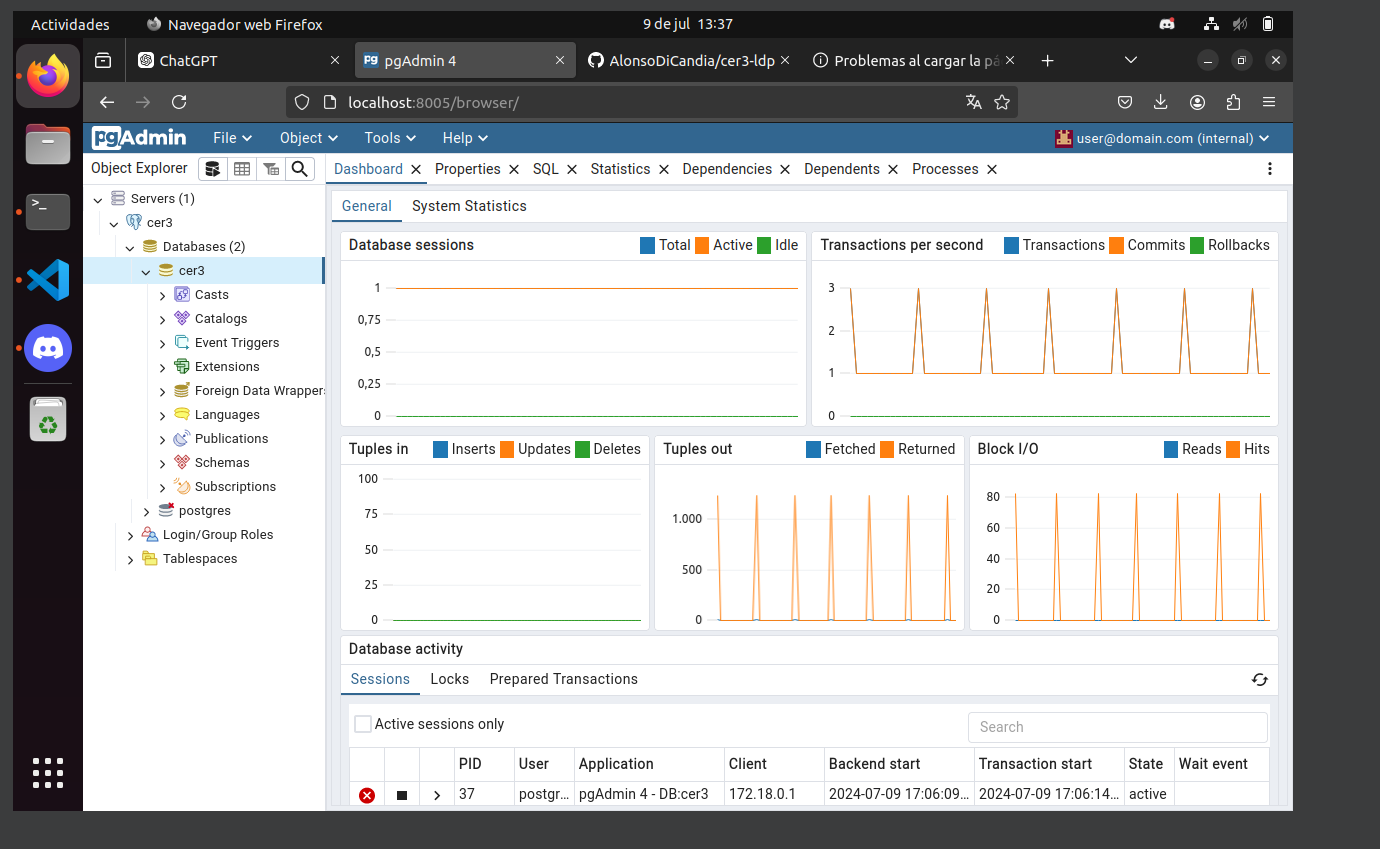 Actividades Navegador web Firefox 9 de jul 13:37
ChatGPT pgAdmin 4 AlonsoDiCandia/cer3-ldp Problemas al cargar la pá
localhost:8005/browser/
pgAdmin File Object Tools Help user@domain.com (internal)
Object Explorer Dashboard Properties SQL Statistics Dependencies Dependents Processes
Servers (1)
cer3
Databases (2)
cer3
Casts
Catalogs
Event Triggers
Extensions
Foreign Data Wrappers
Languages
Publications
Schemas
Subscriptions
postgres
Login/Group Roles
Tablespaces
General System Statistics
Database sessions Total Active Idle
1
0,75
0,5
0,25
0
Transactions per second Transactions Commits Rollbacks
3
2
1
0
Tuples in Inserts Updates Deletes
100
75
50
25
0
Tuples out Fetched Returned
1.000
500
0
Block I/O Reads Hits
80
60
40
20
0
Database activity
Sessions Locks Prepared Transactions
Active sessions only Search
PID User Application Client Backend start Transaction start State Wait event
37 postgr... pgAdmin 4 - DB:cer3 172.18.0.1 2024-07-09 17:06:09... 2024-07-09 17:06:14... active